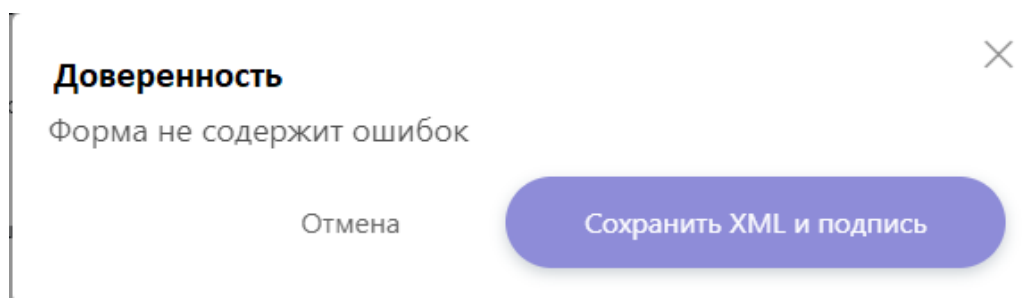 Доверенность
Форма не содержит ошибок
Отмена
Сохранить XML и подпись